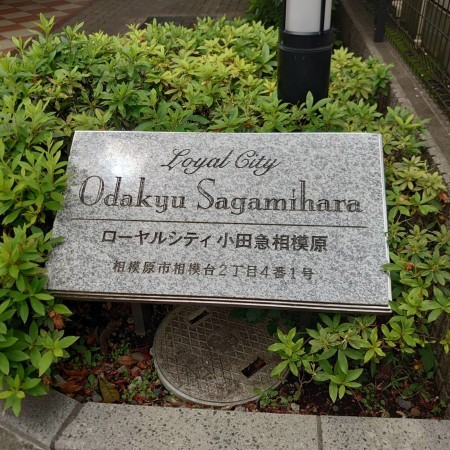 Loyal City
Odakyu Sagamihara
ローヤルシティ小田急相模原
相模原市相模台2丁目4番1号